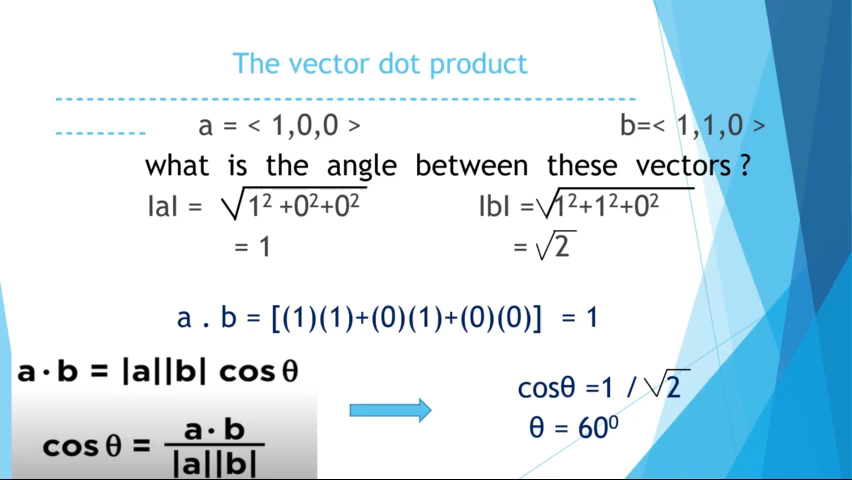 The vector dot product
a = < 1,0,0 > b=< 1,1,0 >
what is the angle between these vectors ?
IaI = √1² +0²+0² IbI =√1²+1²+0²
= 1 = √2
a . b = [(1)(1)+(0)(1)+(0)(0)] = 1
a · b = |a||b| cos θ
cos θ = a · b / |a||b|
cosθ =1 / √2
θ = 60⁰